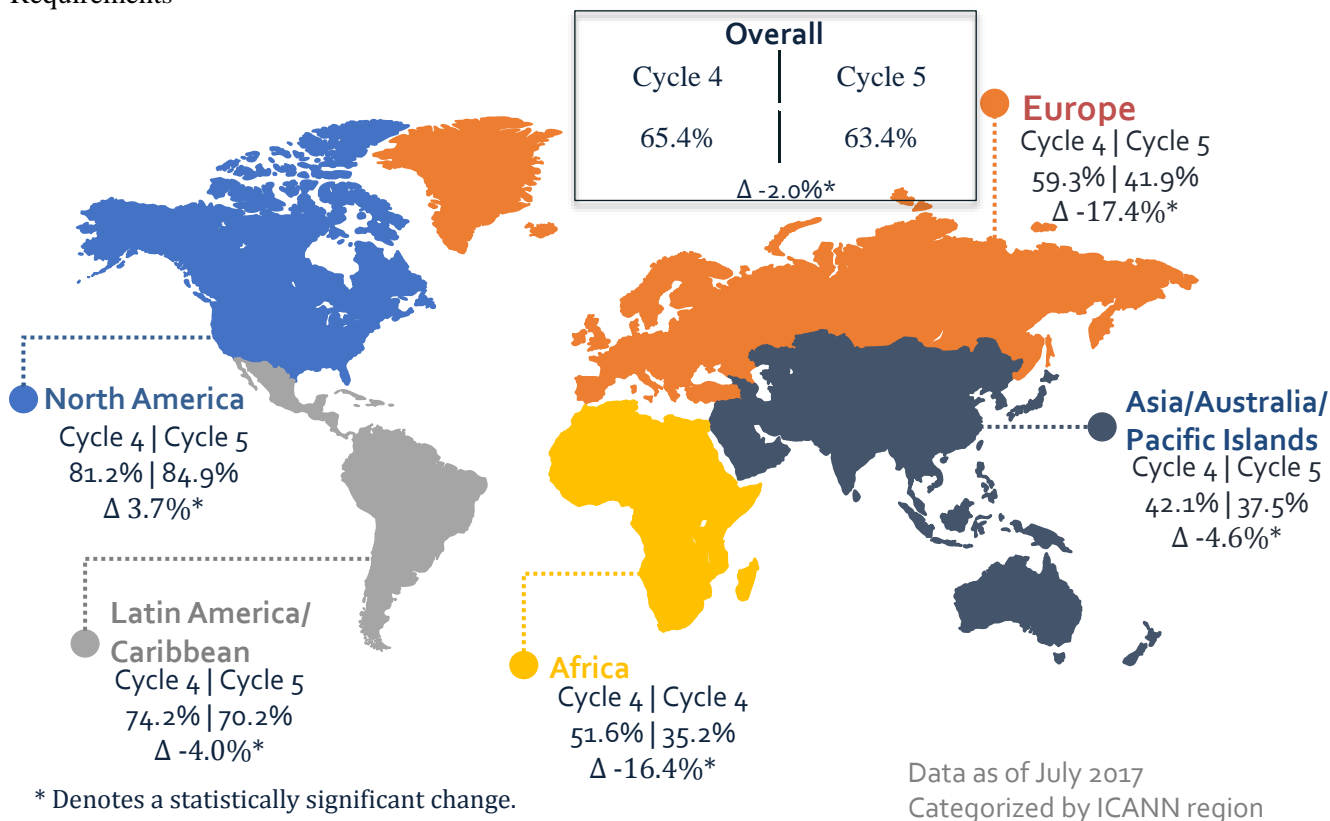 Requirements
Overall
Cycle 4 | Cycle 5
65.4% | 63.4%
Δ -2.0%*
Europe
Cycle 4 | Cycle 5
59.3% | 41.9%
Δ -17.4%*
North America
Cycle 4 | Cycle 5
81.2% | 84.9%
Δ 3.7%*
Asia/Australia/
Pacific Islands
Cycle 4 | Cycle 5
42.1% | 37.5%
Δ -4.6%*
Latin America/
Caribbean
Cycle 4 | Cycle 5
74.2% | 70.2%
Δ -4.0%*
Africa
Cycle 4 | Cycle 4
51.6% | 35.2%
Δ -16.4%*
* Denotes a statistically significant change.
Data as of July 2017
Categorized by ICANN region